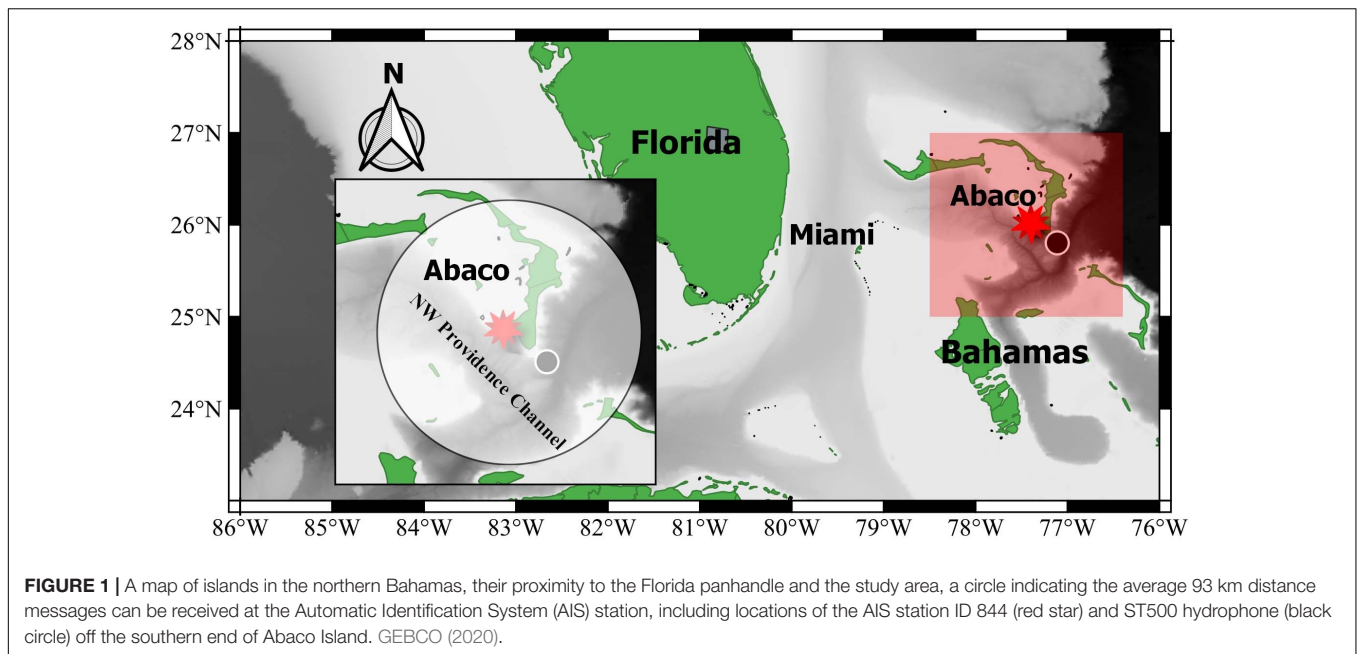 28°N
27°N
26°N
25°N
24°N
N
Florida
Miami
Abaco
Bahamas
Abaco
NW Providence Channel
86°W 85°W 84°W 83°W 82°W 81°W 80°W 79°W 78°W 77°W 76°W
FIGURE 1 | A map of islands in the northern Bahamas, their proximity to the Florida panhandle and the study area, a circle indicating the average 93 km distance
messages can be received at the Automatic Identification System (AIS) station, including locations of the AIS station ID 844 (red star) and ST500 hydrophone (black
circle) off the southern end of Abaco Island. GEBCO (2020).